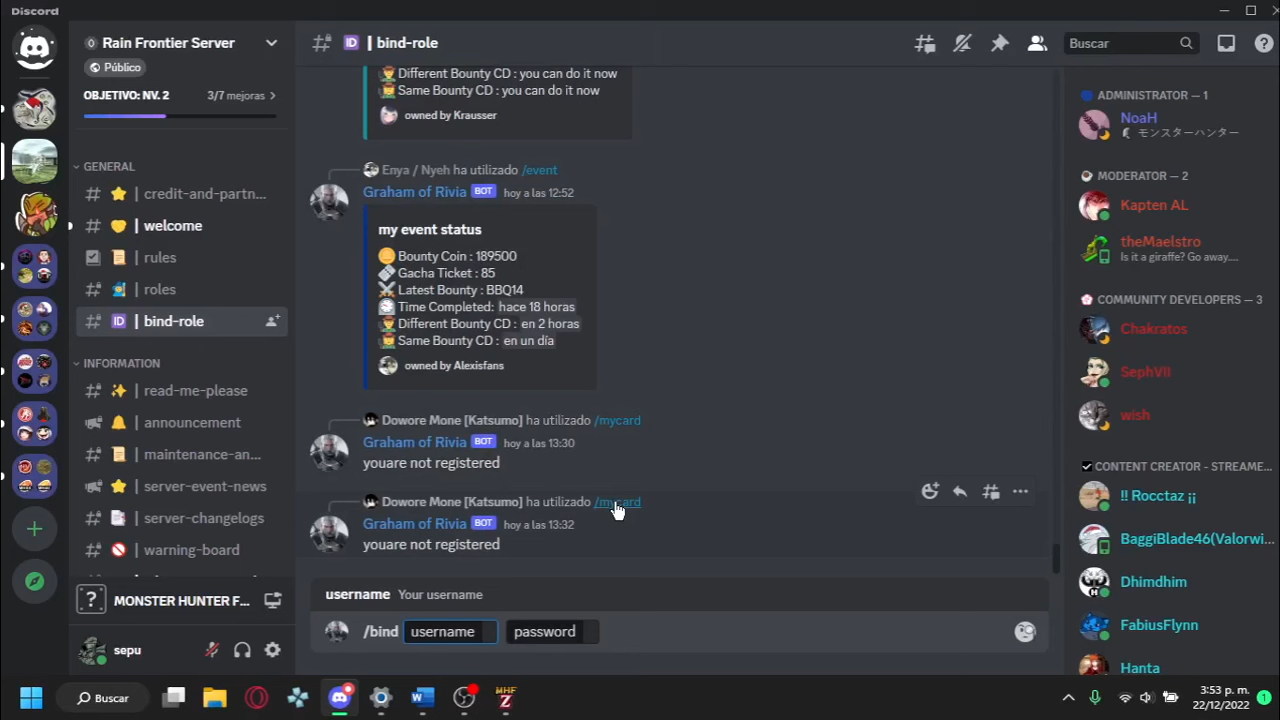 Discord
Rain Frontier Server
Público
OBJETIVO: NV. 2 3/7 mejoras >
GENERAL
credit-and-partn...
| welcome
| rules
| roles
ID | bind-role
INFORMATION
| read-me-please
| announcement
| maintenance-an...
| server-event-news
| server-changelogs
| warning-board
MONSTER HUNTER F...
sepu
# ID | bind-role
Buscar
Different Bounty CD : you can do it now
Same Bounty CD : you can do it now
owned by Krausser
Enya / Nyeh ha utilizado /event
Graham of Rivia BOT hoy a las 12:52
my event status
Bounty Coin : 189500
Gacha Ticket : 85
Latest Bounty : BBQ14
Time Completed: hace 18 horas
Different Bounty CD : en 2 horas
Same Bounty CD : en un día
owned by Alexisfans
Dowore Mone [Katsumo] ha utilizado /mycard
Graham of Rivia BOT hoy a las 13:30
youare not registered
Dowore Mone [Katsumo] ha utilizado /mycard
Graham of Rivia BOT hoy a las 13:32
youare not registered
username Your username
/bind username password
ADMINISTRATOR — 1
NoaH
モンスターハンター
MODERATOR — 2
Kapten AL
theMaelstro
Is it a giraffe? Go away....
COMMUNITY DEVELOPERS — 3
Chakratos
SephVII
wish
CONTENT CREATOR - STREAME...
!! Rocctaz ¡¡
BaggiBlade46(Valorwi...
Dhimdhim
FabiusFlynn
Hanta
Buscar
MHF
Z
3:53 p. m.
22/12/2022
1